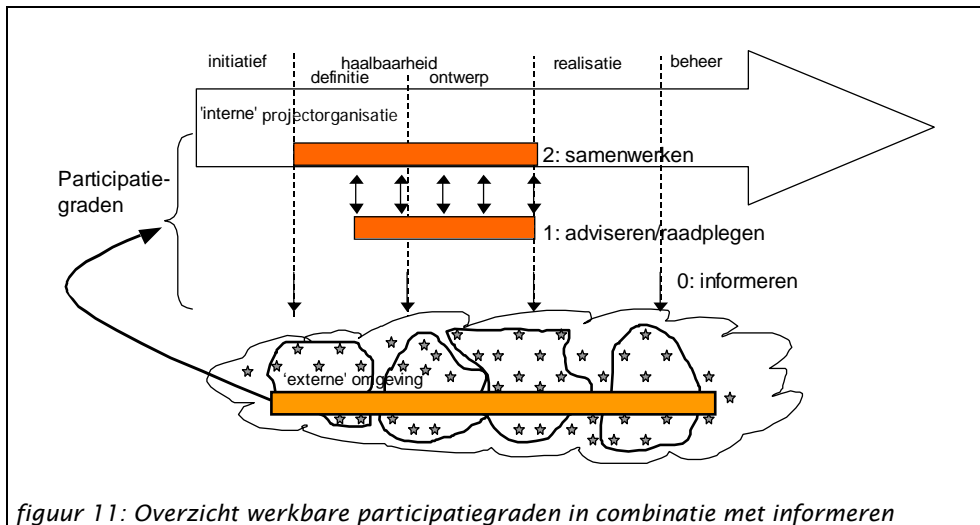 initiatief
haalbaarheid
realisatie
beheer
definitie
ontwerp
'interne' projectorganisatie
2: samenwerken
Participatie-
graden
1: adviseren/raadplegen
0: informeren
'externe' omgeving
figuur 11: Overzicht werkbare participatiegraden in combinatie met informeren